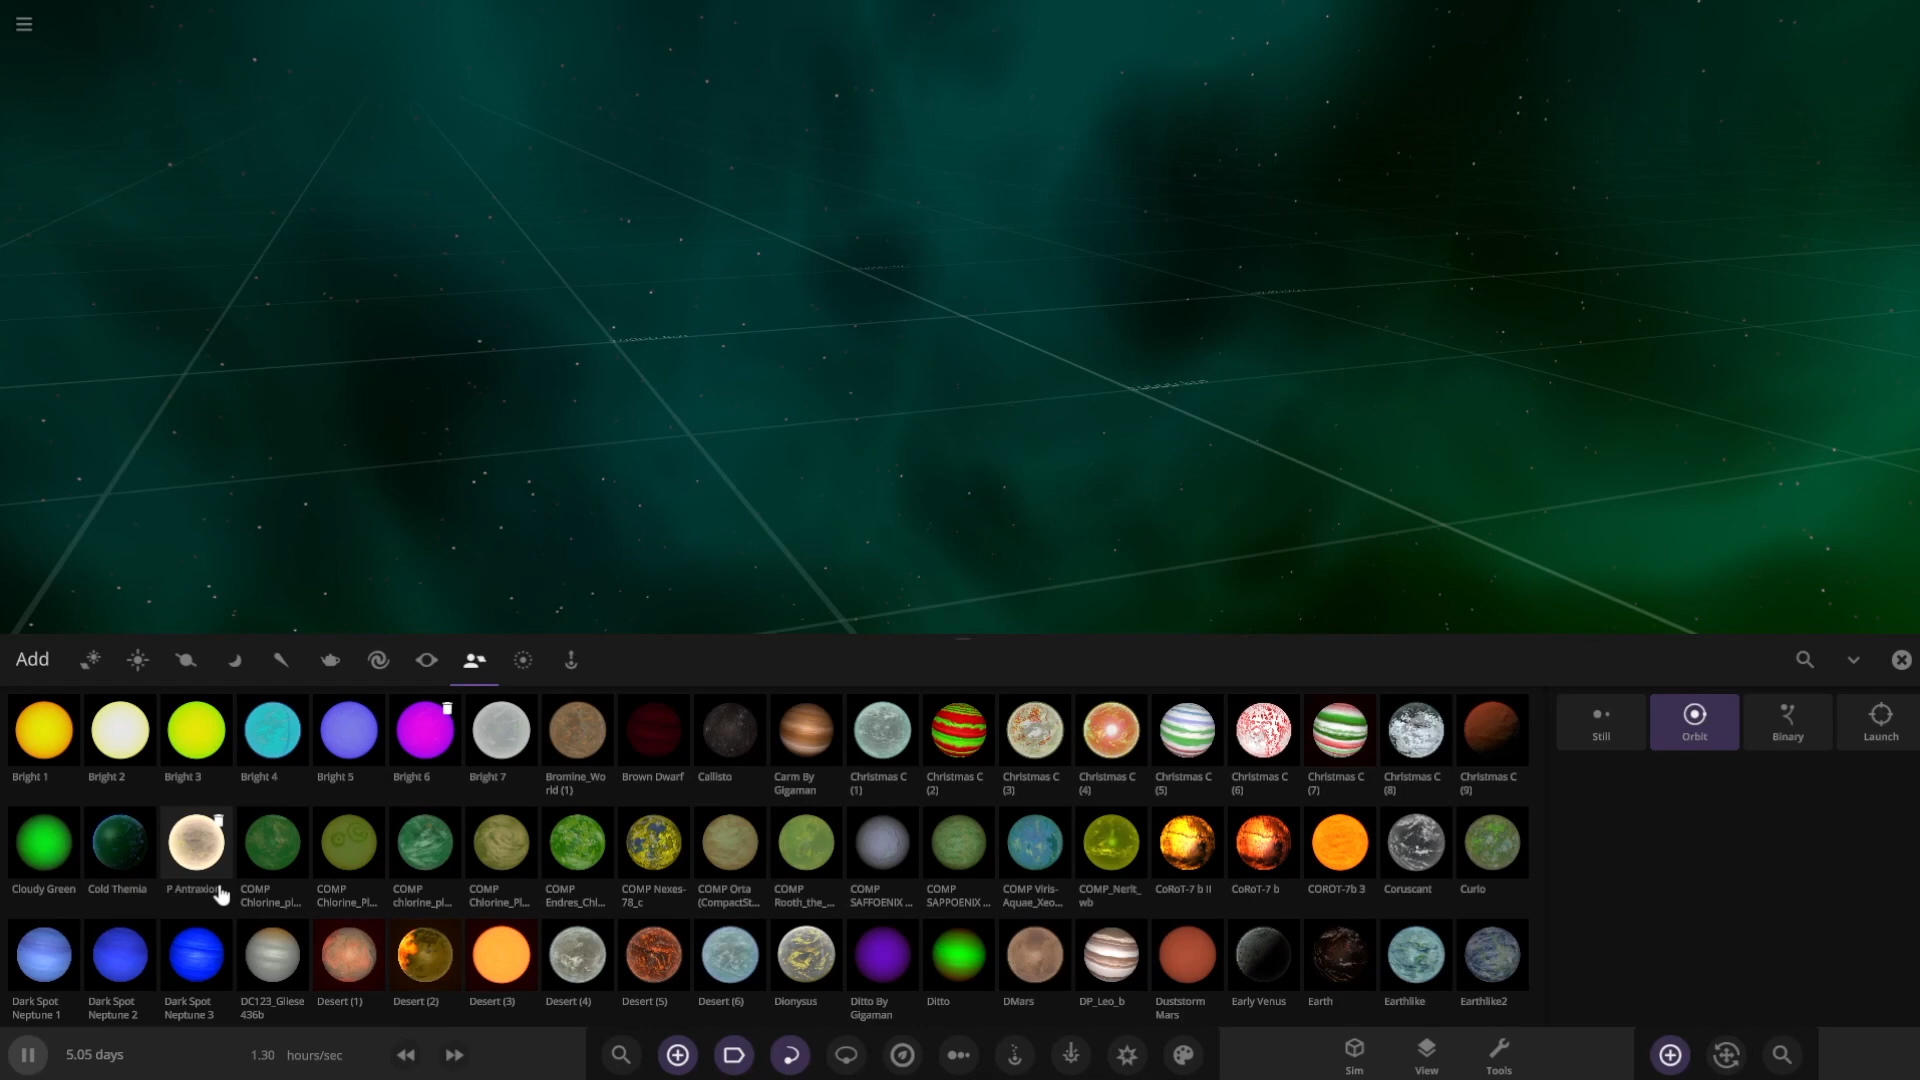 Add
Still
Orbit
Binary
Launch
Bright 1
Bright 2
Bright 3
Bright 4
Bright 5
Bright 6
Bright 7
Bromine_Wo
rld (1)
Brown Dwarf
Callisto
Carm By
Gigaman
Christmas C
(1)
Christmas C
(2)
Christmas C
(3)
Christmas C
(4)
Christmas C
(5)
Christmas C
(6)
Christmas C
(7)
Christmas C
(8)
Christmas C
(9)
Cloudy Green
Cold Themia
P Antraxion
COMP
Chlorine_pl...
COMP
Chlorine_Pl...
COMP
chlorine_pl...
COMP
Chlorine_Pl...
COMP
Endres_Chl...
COMP Nexes-
78_c
COMP Orta
(CompactSt...
COMP
Rooth_the_...
COMP
SAFFOENIX ...
COMP
SAPPOENIX ...
COMP Viris-
Aquae_Xeo...
COMP_Nerit_
wb
CoRoT-7 b II
CoRoT-7 b
COROT-7b 3
Coruscant
Curio
Dark Spot
Neptune 1
Dark Spot
Neptune 2
Dark Spot
Neptune 3
DC123_Gliese
436b
Desert (1)
Desert (2)
Desert (3)
Desert (4)
Desert (5)
Desert (6)
Dionysus
Ditto By
Gigaman
Ditto
DMars
DP_Leo_b
Duststorm
Mars
Early Venus
Earth
Earthlike
Earthlike2
5.05 days
1.30 hours/sec
Sim
View
Tools